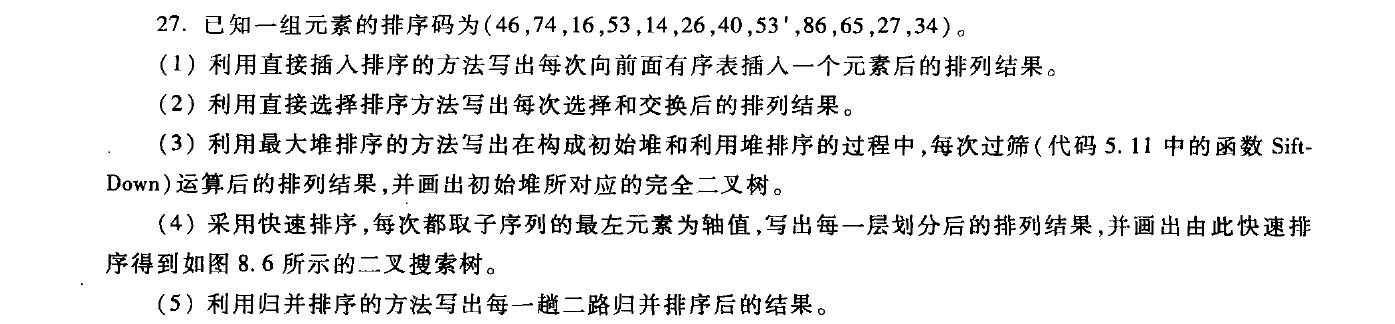 27. 已知一组元素的排序码为(46,74,16,53,14,26,40,53',86,65,27,34)。
(1) 利用直接插入排序的方法写出每次向前面有序表插入一个元素后的排列结果。
(2) 利用直接选择排序方法写出每次选择和交换后的排列结果。
(3) 利用最大堆排序的方法写出在构成初始堆和利用堆排序的过程中,每次过筛(代码 5.11 中的函数 Sift-
Down)运算后的排列结果,并画出初始堆所对应的完全二叉树。
(4) 采用快速排序,每次都取子序列的最左元素为轴值,写出每一层划分后的排列结果,并画出由此快速排
序得到如图 8.6 所示的二叉搜索树。
(5) 利用归并排序的方法写出每一趟二路归并排序后的结果。